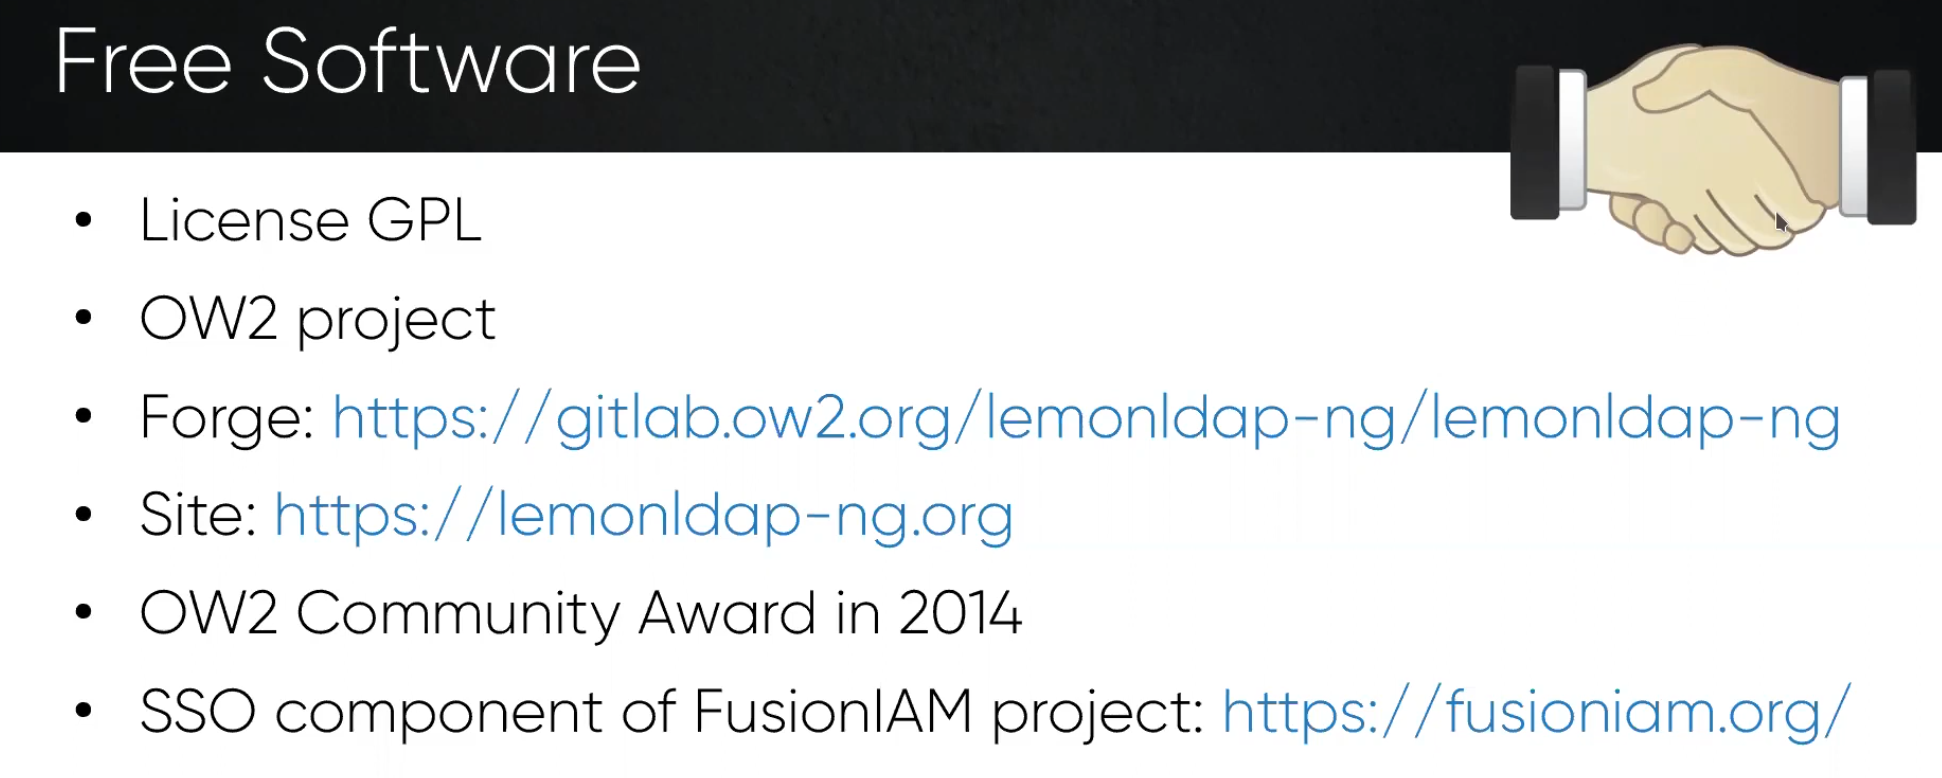 Free Software
• License GPL
• OW2 project
• Forge: https://gitlab.ow2.org/lemonldap-ng/lemonldap-ng
• Site: https://lemonldap-ng.org
• OW2 Community Award in 2014
• SSO component of FusionIAM project: https://fusioniam.org/